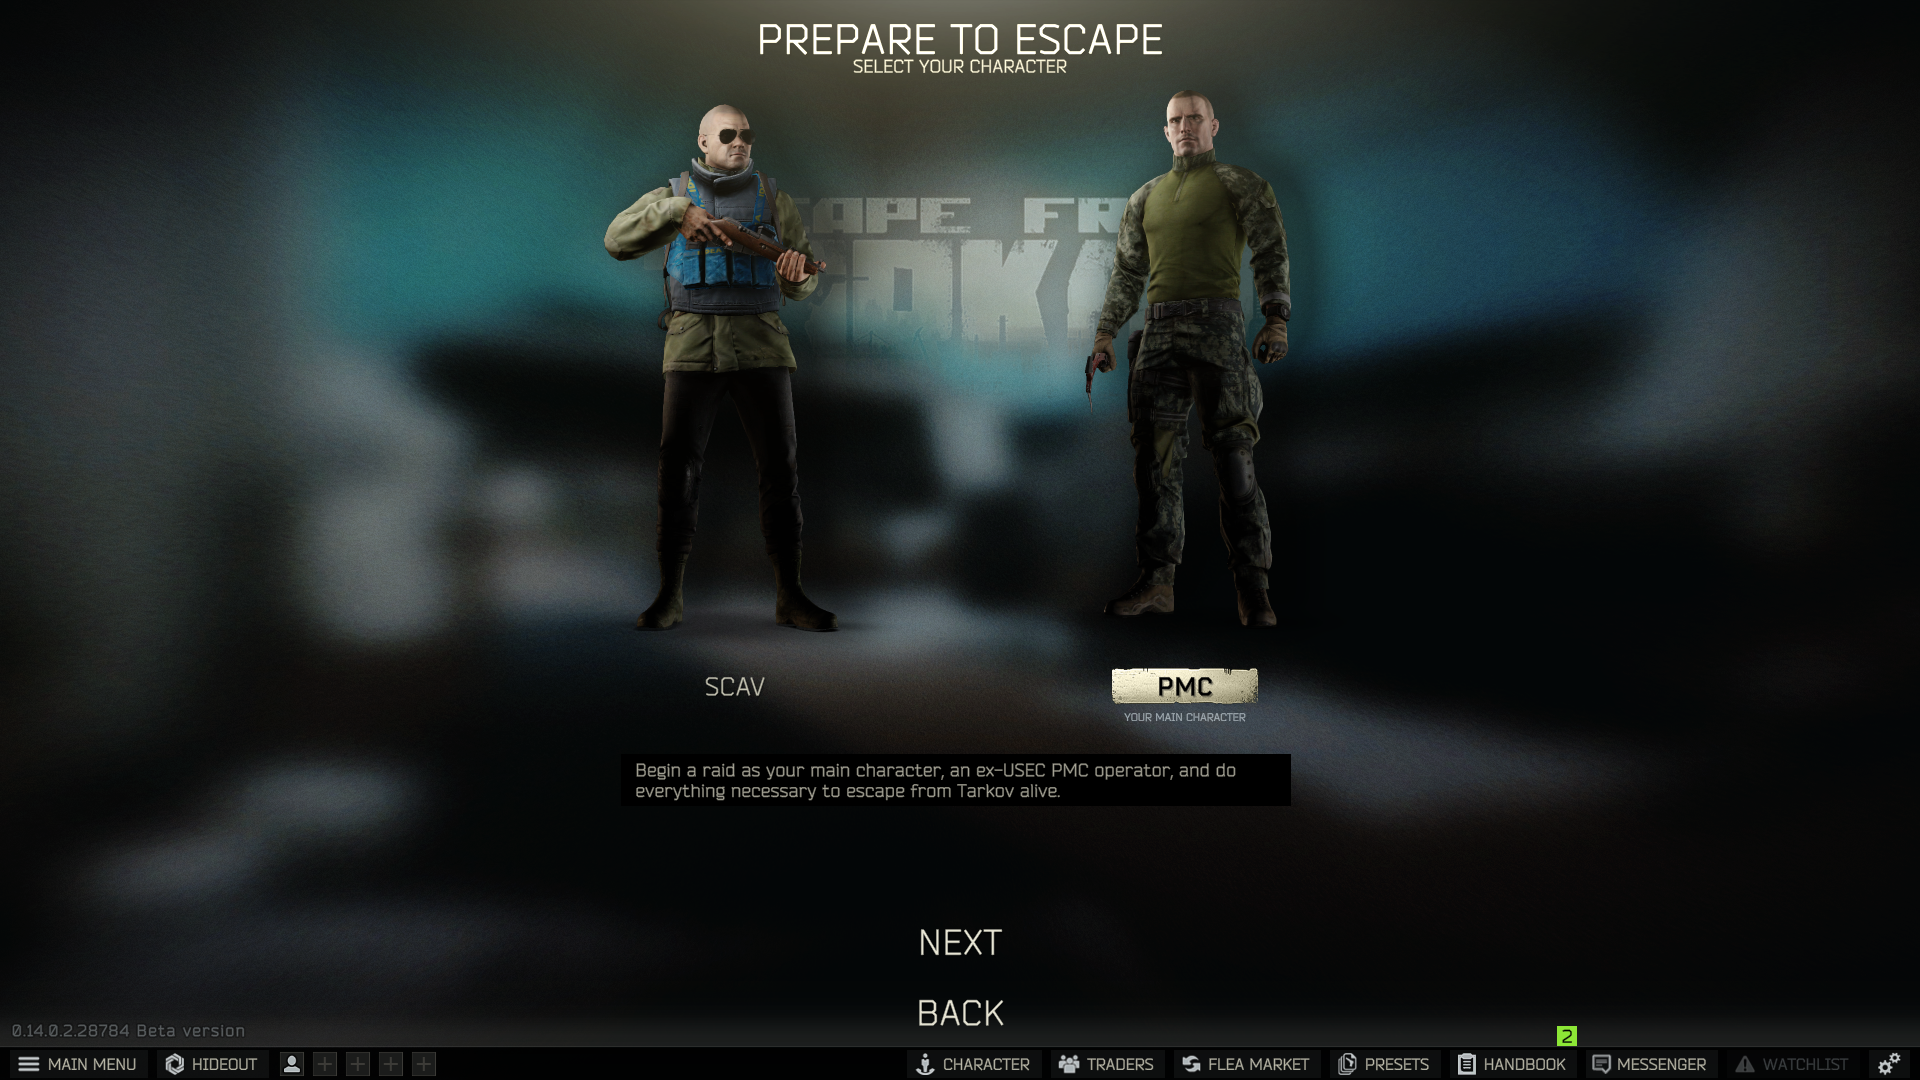 PREPARE TO ESCAPE
SELECT YOUR CHARACTER
SCAV
PMC
YOUR MAIN CHARACTER
Begin a raid as your main character, an ex-USEC PMC operator, and do
everything necessary to escape from Tarkov alive.
NEXT
BACK
0.14.0.2.28784 Beta version
2
MAIN MENU
HIDEOUT
CHARACTER
TRADERS
FLEA MARKET
PRESETS
HANDBOOK
MESSENGER
WATCHLIST